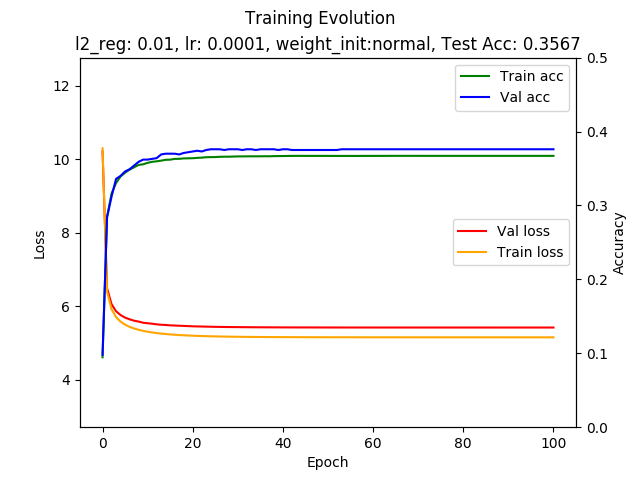 Training Evolution
l2_reg: 0.01, lr: 0.0001, weight_init:normal, Test Acc: 0.3567
Train acc
Val acc
Val loss
Train loss
Loss
12
10
8
6
4
Accuracy
0.5
0.4
0.3
0.2
0.1
0.0
0
20
40
60
80
100
Epoch